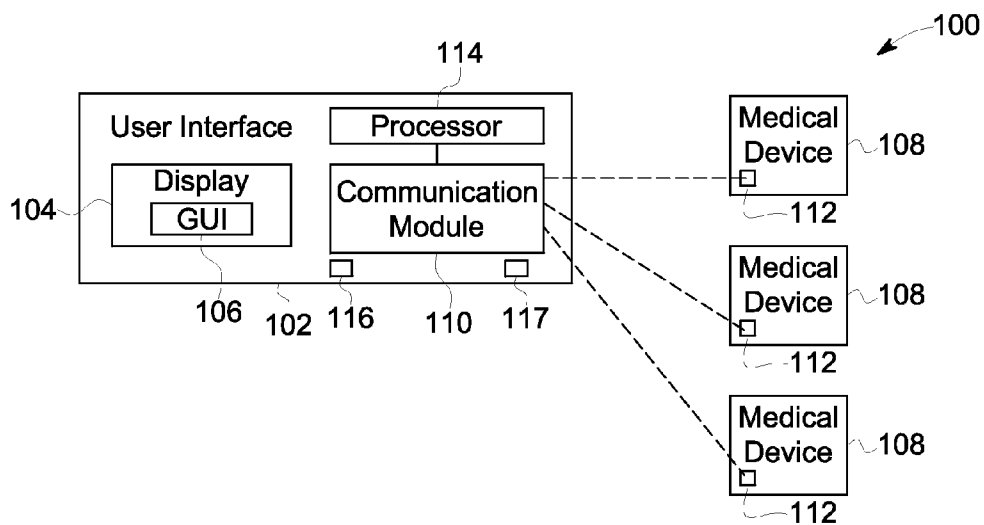 100
114
User Interface
Processor
Display
GUI
104
Communication
Module
106
102
116
110
117
Medical
Device
108
112
Medical
Device
108
112
Medical
Device
108
112